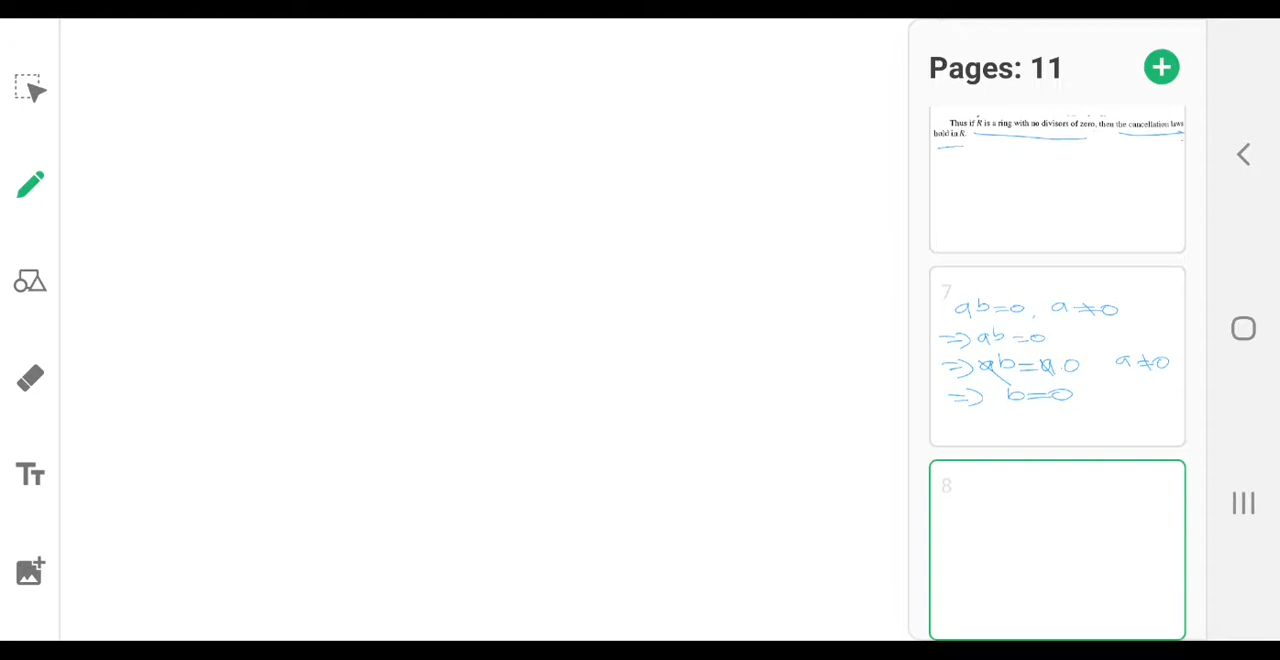 Pages: 11
Thus if R is a ring with no divisors of zero, then the cancellation laws
hold in R.
7
ab=0, a≠0
=> ab=0
=> ab=a.0 a≠0
=> b=0
8
TT